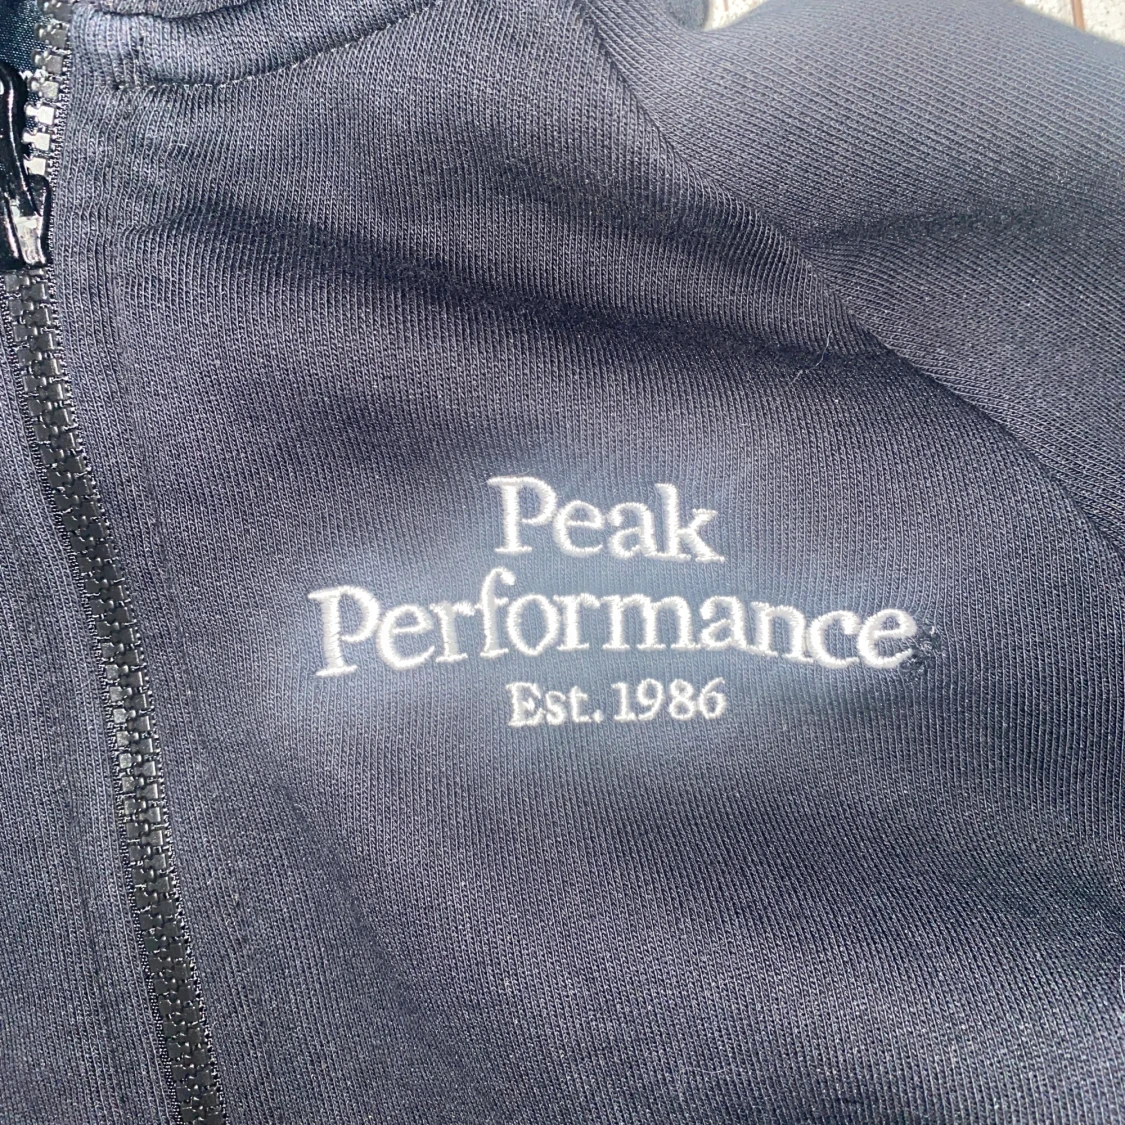 Peak
Performance
Est. 1986